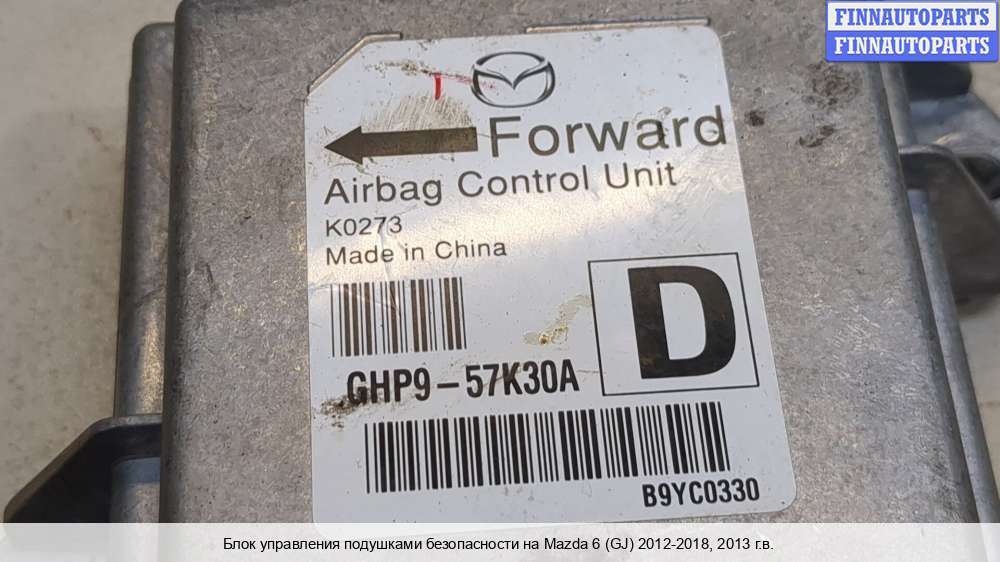 FINNAUTOPARTS
FINNAUTOPARTS
Forward
Airbag Control Unit
K0273
Made in China
D
GHP9-57K30A
B9YC0330
Блок управления подушками безопасности на Mazda 6 (GJ) 2012-2018, 2013 г.в.